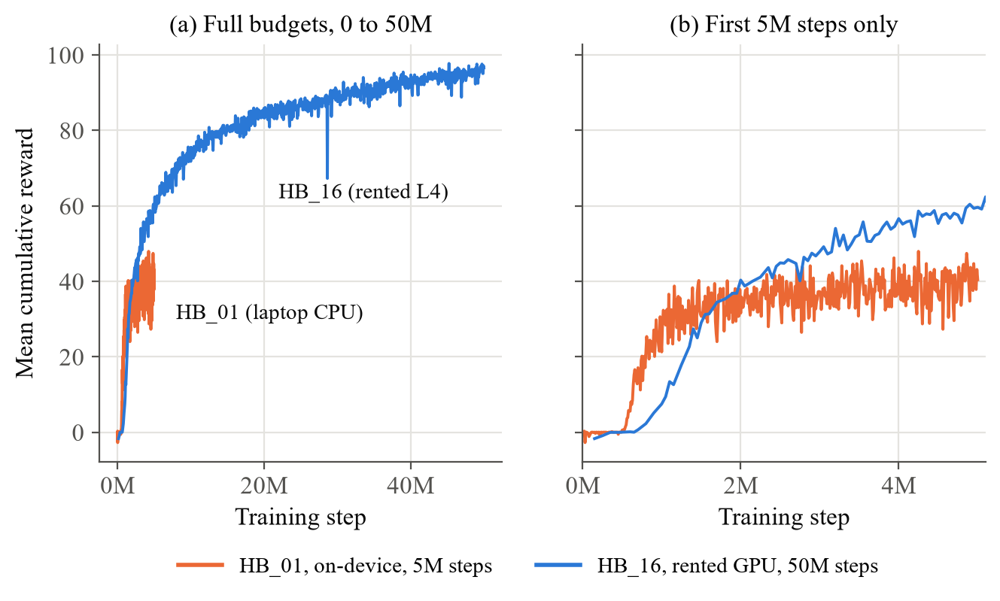 (a) Full budgets, 0 to 50M
(b) First 5M steps only
Mean cumulative reward
100
80
60
40
20
0
HB_16 (rented L4)
HB_01 (laptop CPU)
0M 20M 40M
0M 2M 4M
Training step
Training step
HB_01, on-device, 5M steps
HB_16, rented GPU, 50M steps